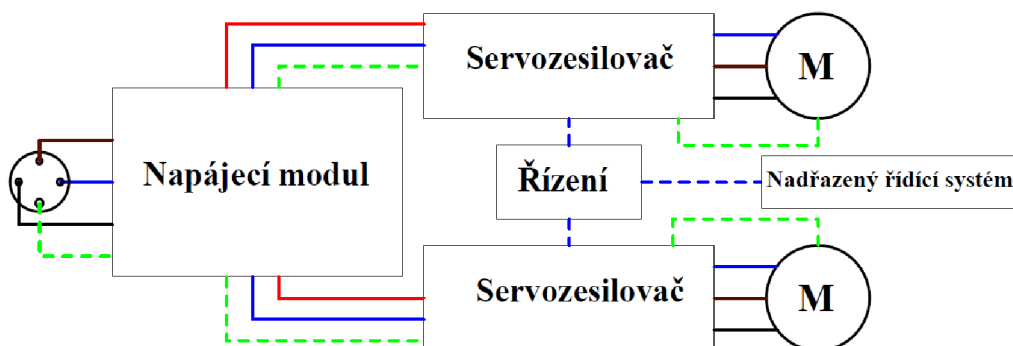 Servozesilovač
M
Napájecí modul
Řízení
Nadřazený řídící systém
Servozesilovač
M